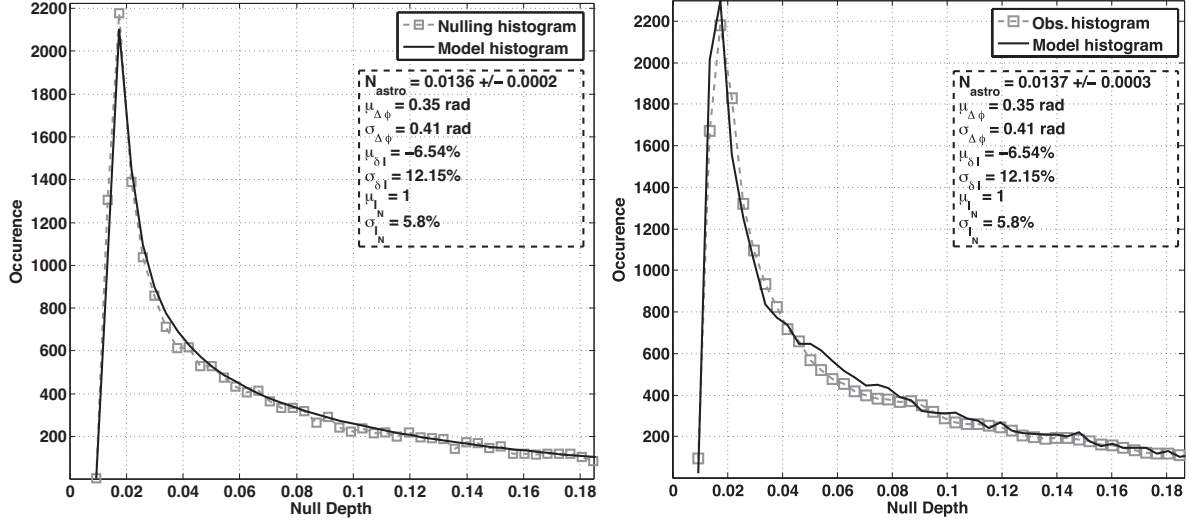 Nulling histogram
Model histogram
N_astro = 0.0136 +/− 0.0002
μ_Δϕ = 0.35 rad
σ_Δϕ = 0.41 rad
μ_δI = −6.54%
σ_δI = 12.15%
μ_I_N = 1
σ_I_N = 5.8%
Occurence
2200
2000
1800
1600
1400
1200
1000
800
600
400
200
0 0.02 0.04 0.06 0.08 0.1 0.12 0.14 0.16 0.18
Null Depth
Obs. histogram
Model histogram
N_astro = 0.0137 +/− 0.0003
μ_Δϕ = 0.35 rad
σ_Δϕ = 0.41 rad
μ_δI = −6.54%
σ_δI = 12.15%
μ_I_N = 1
σ_I_N = 5.8%
Occurence
2200
2000
1800
1600
1400
1200
1000
800
600
400
200
0 0.02 0.04 0.06 0.08 0.1 0.12 0.14 0.16 0.18
Null Depth